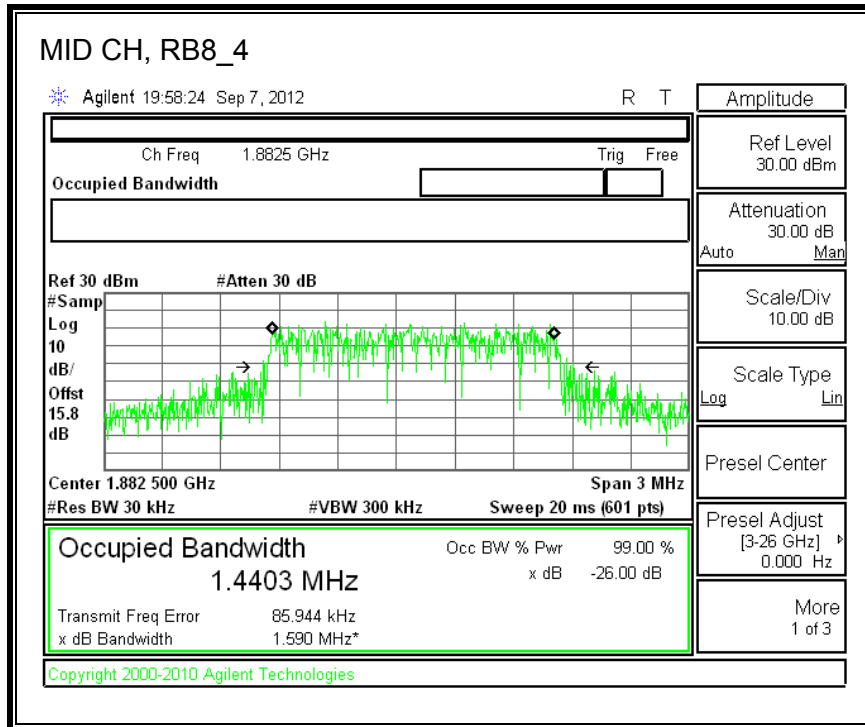 MID CH, RB8_4
Agilent 19:58:24 Sep 7, 2012 R T
Ch Freq 1.8825 GHz Trig Free
Occupied Bandwidth
Ref 30 dBm #Atten 30 dB
#Samp
Log
10
dB/
Offst
15.8
dB
Center 1.882 500 GHz Span 3 MHz
#Res BW 30 kHz #VBW 300 kHz Sweep 20 ms (601 pts)
Occupied Bandwidth Occ BW % Pwr 99.00 %
1.4403 MHz x dB -26.00 dB
Transmit Freq Error 85.944 kHz
x dB Bandwidth 1.590 MHz*
Copyright 2000-2010 Agilent Technologies
Amplitude
Ref Level
30.00 dBm
Attenuation
30.00 dB
Auto Man
Scale/Div
10.00 dB
Scale Type
Log Lin
Presel Center
Presel Adjust
[3-26 GHz]
0.000 Hz
More
1 of 3